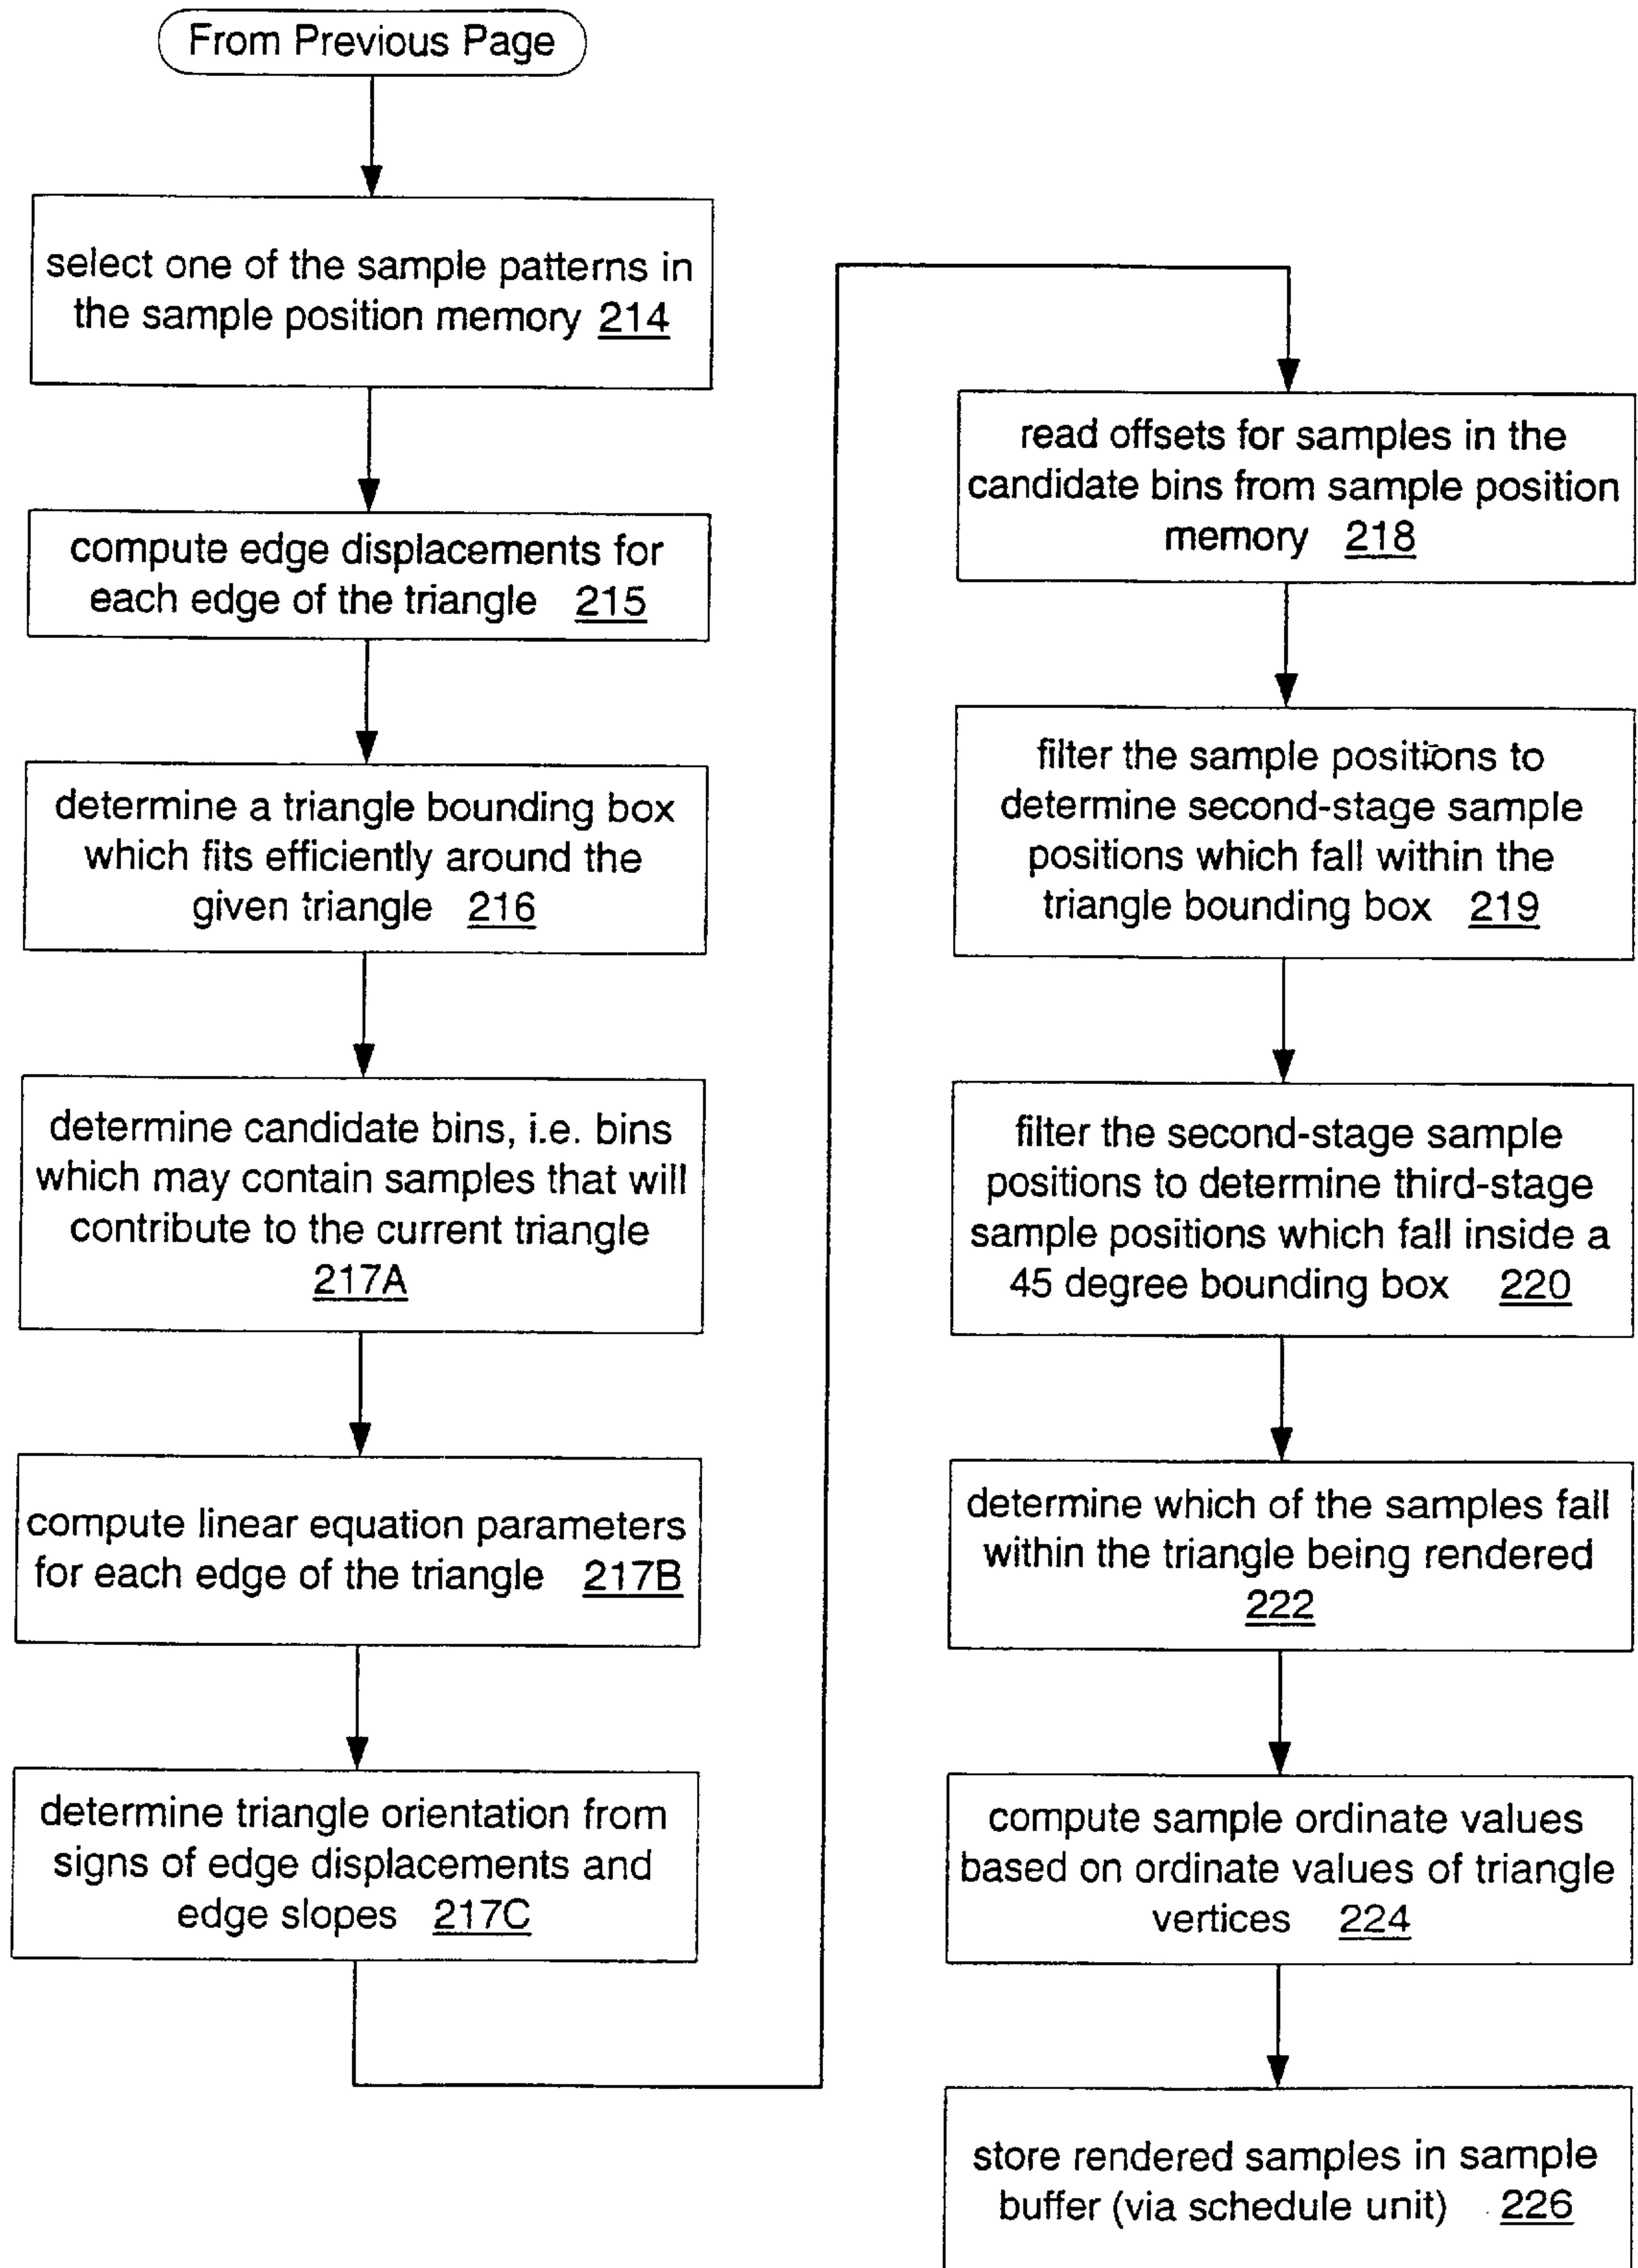 From Previous Page
select one of the sample patterns in
the sample position memory 214
compute edge displacements for
each edge of the triangle 215
determine a triangle bounding box
which fits efficiently around the
given triangle 216
determine candidate bins, i.e. bins
which may contain samples that will
contribute to the current triangle
217A
compute linear equation parameters
for each edge of the triangle 217B
determine triangle orientation from
signs of edge displacements and
edge slopes 217C
read offsets for samples in the
candidate bins from sample position
memory 218
filter the sample positions to
determine second-stage sample
positions which fall within the
triangle bounding box 219
filter the second-stage sample
positions to determine third-stage
sample positions which fall inside a
45 degree bounding box 220
determine which of the samples fall
within the triangle being rendered
222
compute sample ordinate values
based on ordinate values of triangle
vertices 224
store rendered samples in sample
buffer (via schedule unit) 226